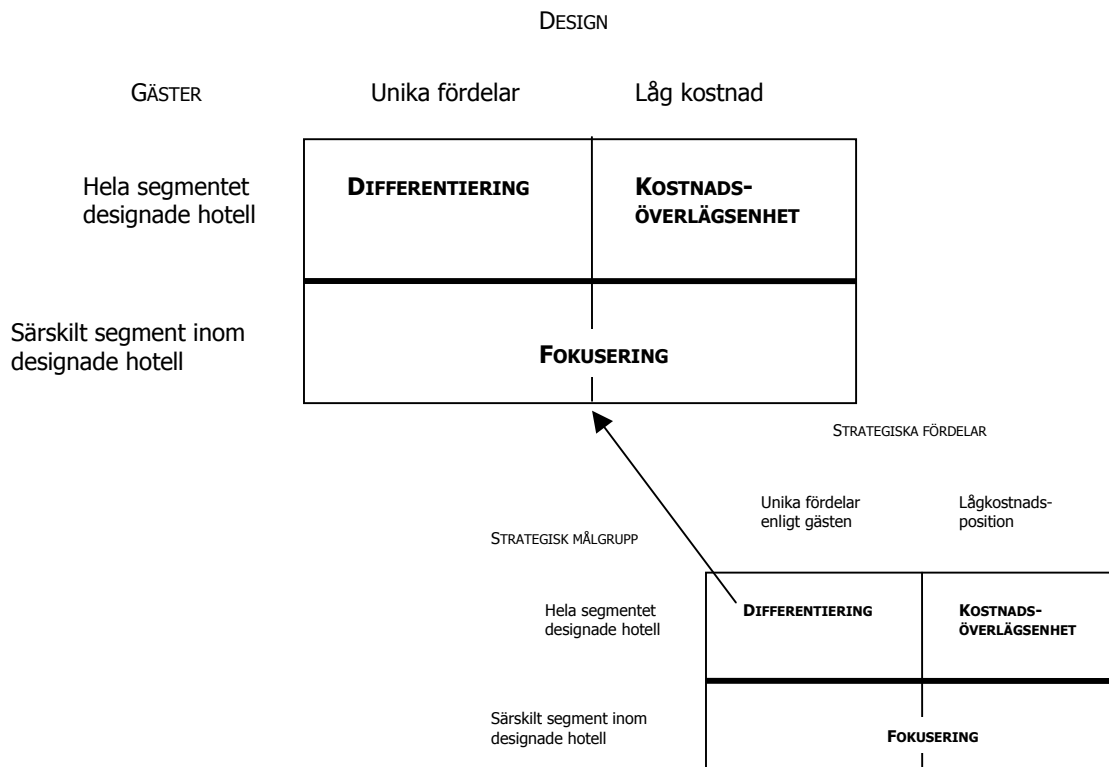 DESIGN
GÄSTER Unika fördelar Låg kostnad
Hela segmentet
designade hotell
DIFFERENTIERING
KOSTNADS-
ÖVERLÄGSENHET
Särskilt segment inom
designade hotell
FOKUSERING
STRATEGISKA FÖRDELAR
Unika fördelar
enligt gästen
Lågkostnads-
position
STRATEGISK MÅLGRUPP
Hela segmentet
designade hotell
DIFFERENTIERING
KOSTNADS-
ÖVERLÄGSENHET
Särskilt segment inom
designade hotell
FOKUSERING